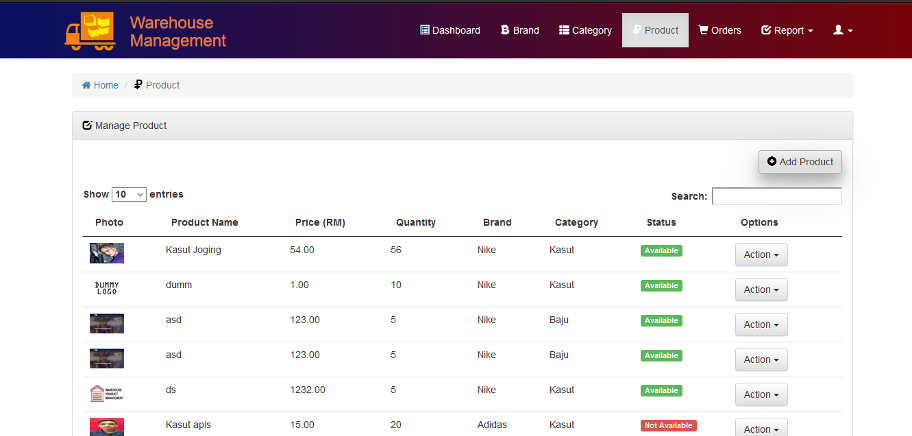 Warehouse
Management
Dashboard Brand Category Product Orders Report
Home / Product
Manage Product
Add Product
Show 10 entries Search:
Photo Product Name Price (RM) Quantity Brand Category Status Options
Kasut Joging 54.00 56 Nike Kasut Available Action
DUMMY
LOGO
dumm 1.00 10 Nike Kasut Available Action
asd 123.00 5 Nike Baju Available Action
asd 123.00 5 Nike Baju Available Action
WAREHOUSE
PRODUCT
MANAGEMENT
ds 1232.00 5 Nike Kasut Available Action
Kasut apis 15.00 20 Adidas Kasut Not Available Action